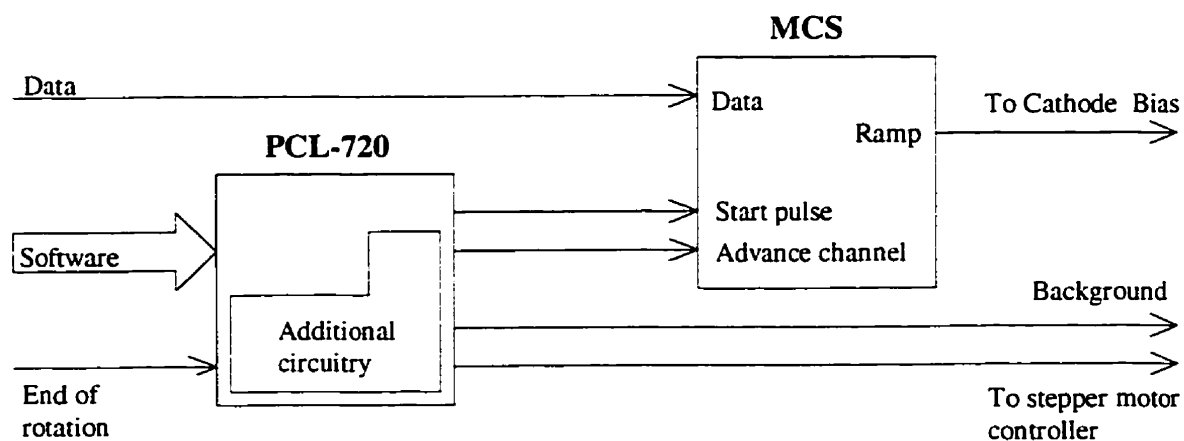 MCS
Data
Data
To Cathode Bias
Ramp
PCL-720
Start pulse
Software
Advance channel
Background
Additional
circuitry
End of
rotation
To stepper motor
controller